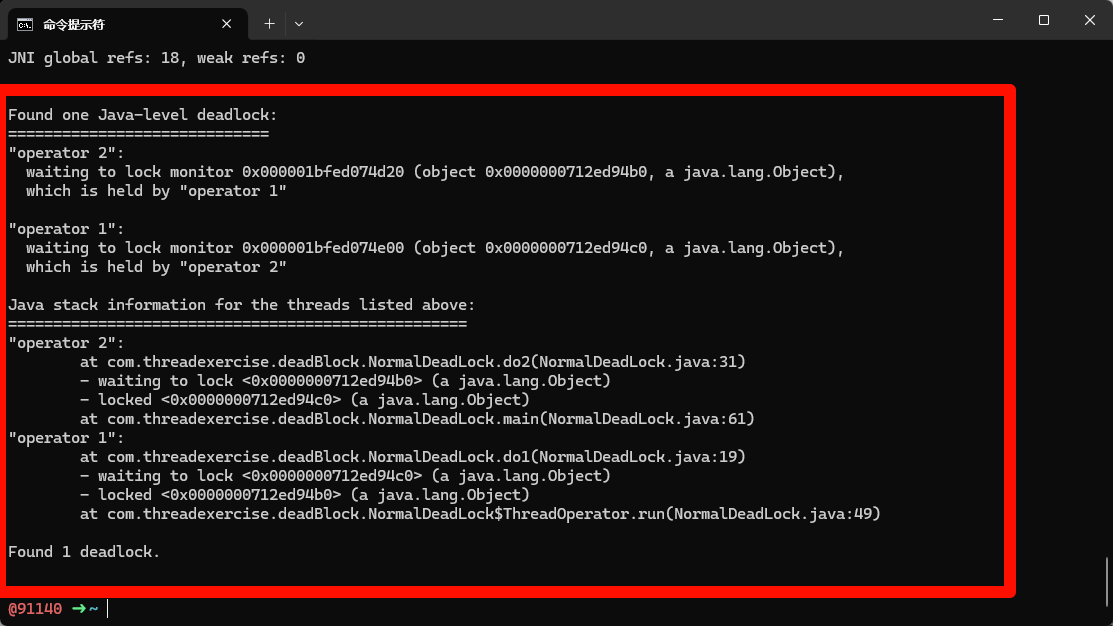 命令提示符
JNI global refs: 18, weak refs: 0
Found one Java-level deadlock:
=============================
"operator 2":
  waiting to lock monitor 0x000001bfed074d20 (object 0x0000000712ed94b0, a java.lang.Object),
  which is held by "operator 1"
"operator 1":
  waiting to lock monitor 0x000001bfed074e00 (object 0x0000000712ed94c0, a java.lang.Object),
  which is held by "operator 2"
Java stack information for the threads listed above:
===================================================
"operator 2":
        at com.threadexercise.deadBlock.NormalDeadLock.do2(NormalDeadLock.java:31)
        - waiting to lock <0x0000000712ed94b0> (a java.lang.Object)
        - locked <0x0000000712ed94c0> (a java.lang.Object)
        at com.threadexercise.deadBlock.NormalDeadLock.main(NormalDeadLock.java:61)
"operator 1":
        at com.threadexercise.deadBlock.NormalDeadLock.do1(NormalDeadLock.java:19)
        - waiting to lock <0x0000000712ed94c0> (a java.lang.Object)
        - locked <0x0000000712ed94b0> (a java.lang.Object)
        at com.threadexercise.deadBlock.NormalDeadLock$ThreadOperator.run(NormalDeadLock.java:49)
Found 1 deadlock.
@91140 ➜ ~